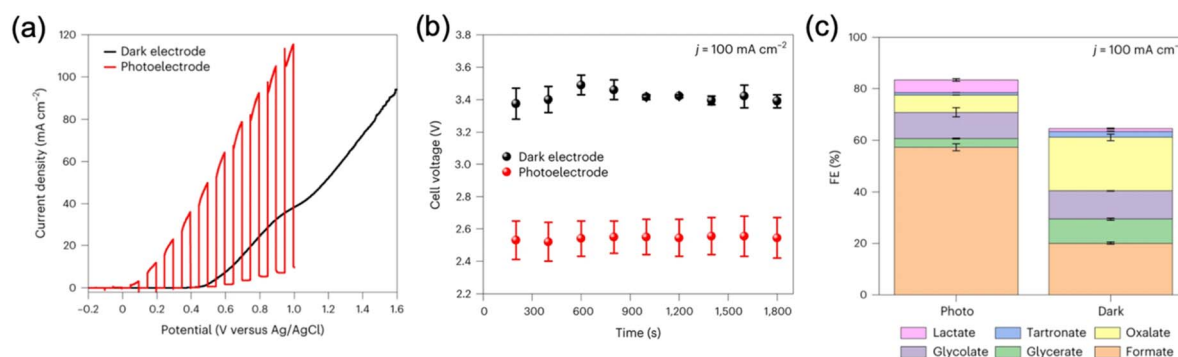 (a)
120
100
80
60
40
20
0
Current density (mA cm⁻²)
Dark electrode
Photoelectrode
−0.2 0 0.2 0.4 0.6 0.8 1.0 1.2 1.4 1.6
Potential (V versus Ag/AgCl)
(b)
j = 100 mA cm⁻²
3.8
3.6
3.4
3.2
3.0
2.8
2.6
2.4
2.2
Cell voltage (V)
Dark electrode
Photoelectrode
300 600 900 1,200 1,500 1,800
Time (s)
(c)
j = 100 mA cm⁻
100
80
60
40
20
0
FE (%)
Photo Dark
Lactate Tartronate Oxalate
Glycolate Glycerate Formate